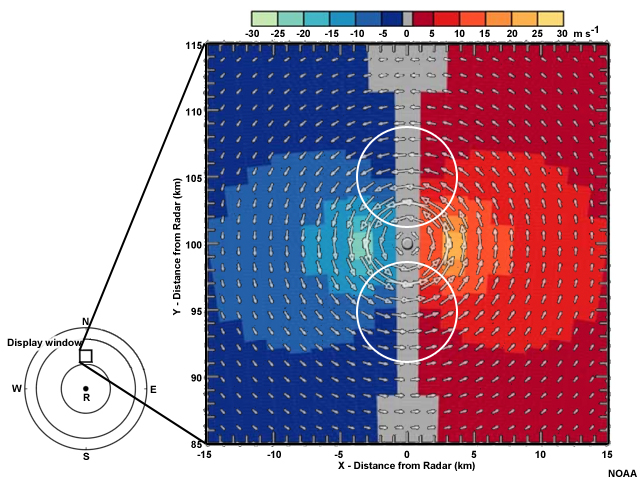 -30 -25 -20 -15 -10 -5 0 5 10 15 20 25 30 m s-1
115
110
105
100
95
90
85
Y - Distance from Radar (km)
-15 -10 -5 0 5 10 15
X - Distance from Radar (km)
N
Display window
W
R
E
S
NOAA